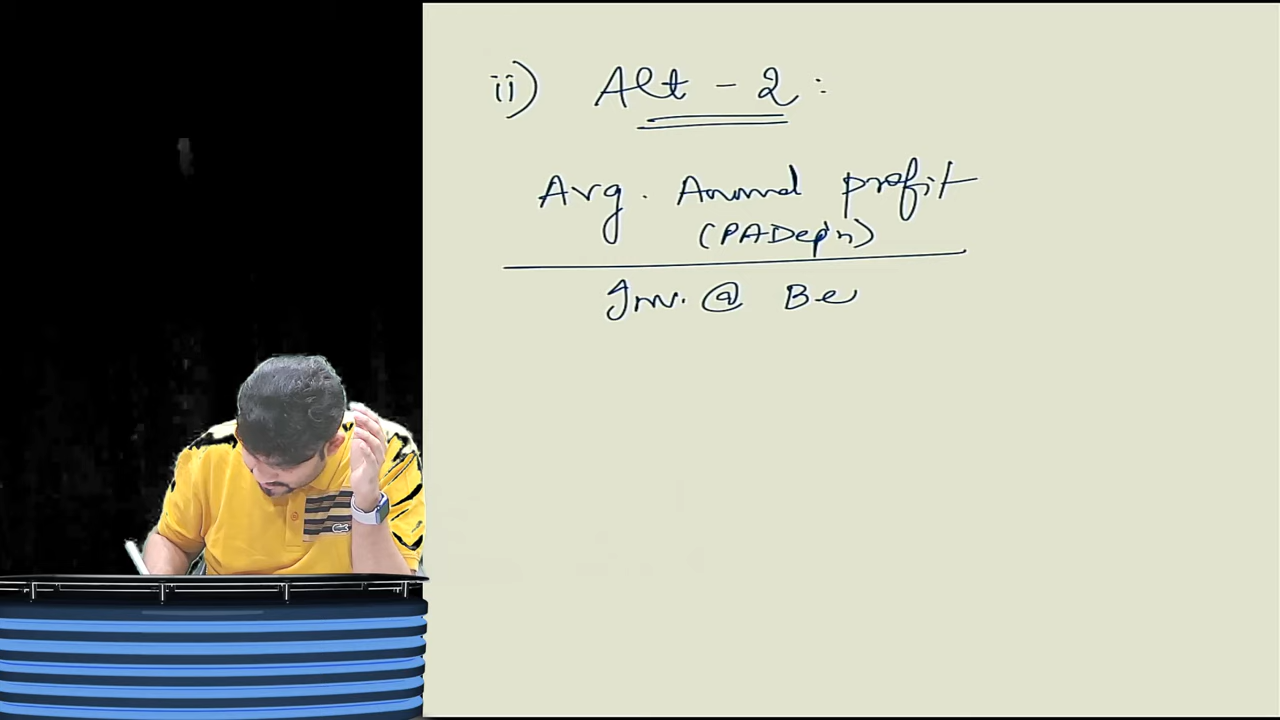 ii) Alt - 2 :
Avg. Annual profit
(PADep'n)
Inv. @ Be